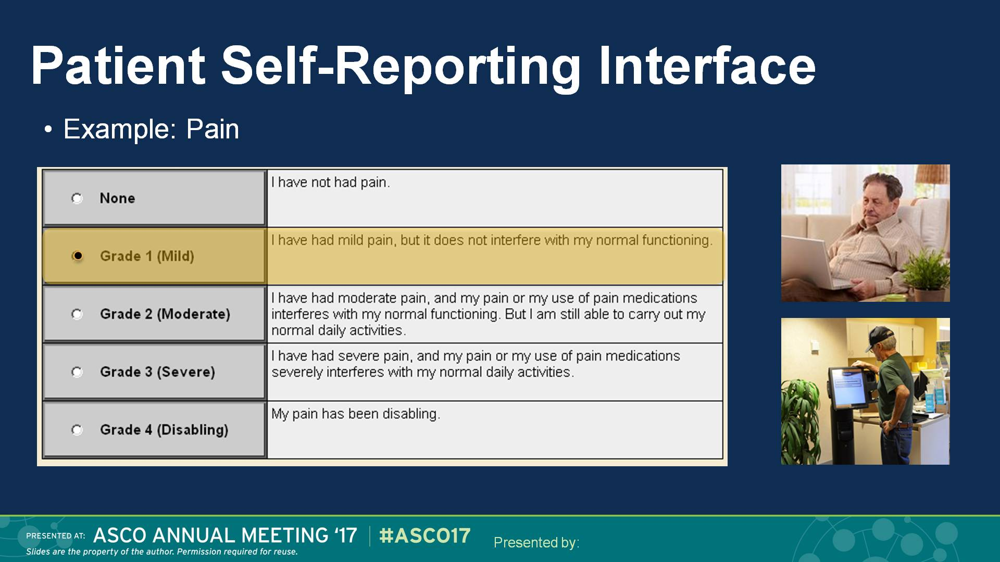 Patient Self-Reporting Interface
• Example: Pain
None
I have not had pain.
Grade 1 (Mild)
I have had mild pain, but it does not interfere with my normal functioning.
Grade 2 (Moderate)
I have had moderate pain, and my pain or my use of pain medications
interferes with my normal functioning. But I am still able to carry out my
normal daily activities.
Grade 3 (Severe)
I have had severe pain, and my pain or my use of pain medications
severely interferes with my normal daily activities.
Grade 4 (Disabling)
My pain has been disabling.
PRESENTED AT: ASCO ANNUAL MEETING ‘17 | #ASCO17
Slides are the property of the author. Permission required for reuse.
Presented by: